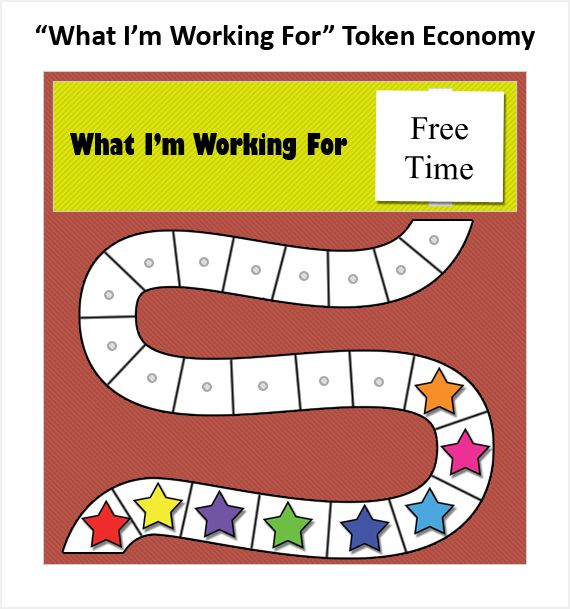 “What I’m Working For” Token Economy
What I’m Working For
Free
Time